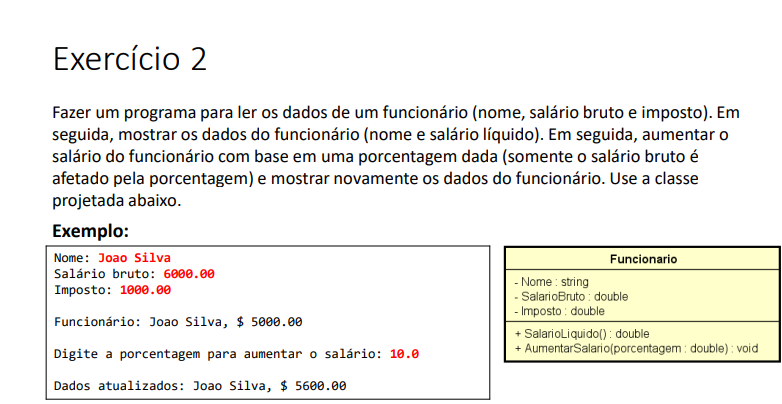 Exercício 2
Fazer um programa para ler os dados de um funcionário (nome, salário bruto e imposto). Em
seguida, mostrar os dados do funcionário (nome e salário líquido). Em seguida, aumentar o
salário do funcionário com base em uma porcentagem dada (somente o salário bruto é
afetado pela porcentagem) e mostrar novamente os dados do funcionário. Use a classe
projetada abaixo.
Exemplo:
Nome: Joao Silva
Salário bruto: 6000.00
Imposto: 1000.00
Funcionário: Joao Silva, $ 5000.00
Digite a porcentagem para aumentar o salário: 10.0
Dados atualizados: Joao Silva, $ 5600.00
Funcionario
- Nome : string
- SalarioBruto : double
- Imposto : double
+ SalarioLiquido() : double
+ AumentarSalario(porcentagem : double) : void